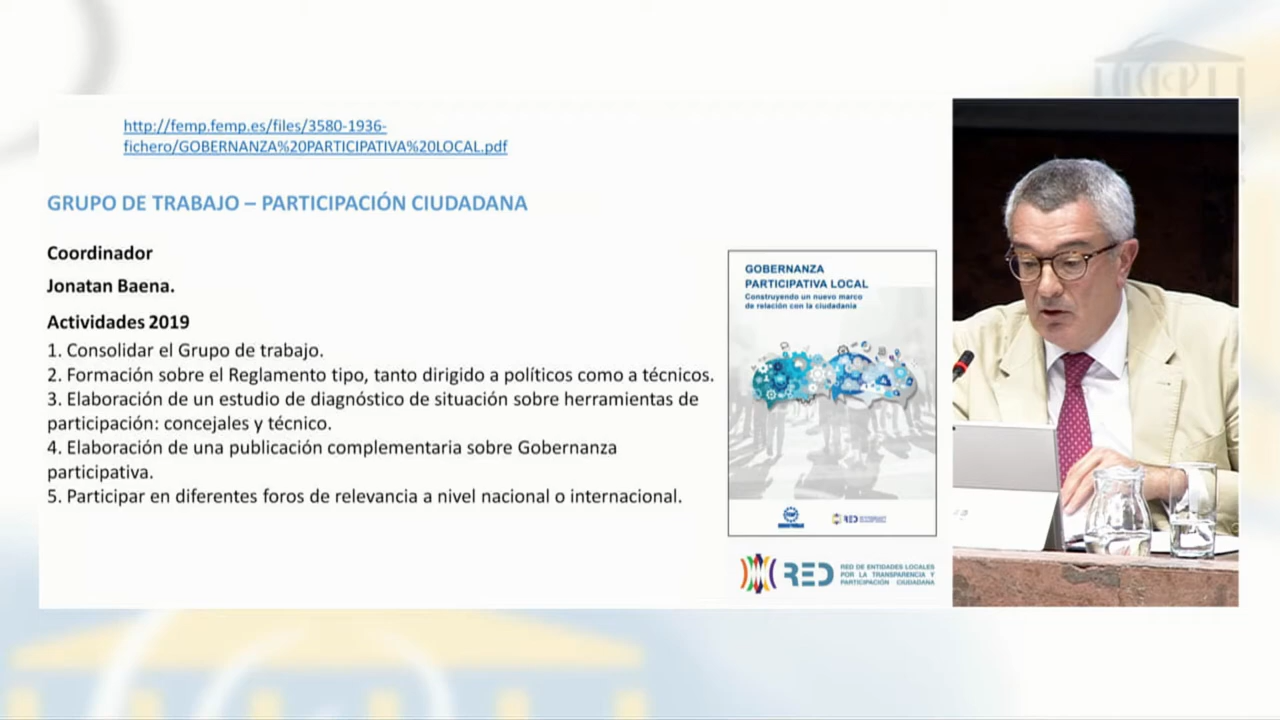 http://femp.femp.es/files/3580-1936-
fichero/GOBERNANZA%20PARTICIPATIVA%20LOCAL.pdf
GRUPO DE TRABAJO – PARTICIPACIÓN CIUDADANA
Coordinador
Jonatan Baena.
Actividades 2019
1. Consolidar el Grupo de trabajo.
2. Formación sobre el Reglamento tipo, tanto dirigido a políticos como a técnicos.
3. Elaboración de un estudio de diagnóstico de situación sobre herramientas de
participación: concejales y técnico.
4. Elaboración de una publicación complementaria sobre Gobernanza
participativa.
5. Participar en diferentes foros de relevancia a nivel nacional o internacional.
GOBERNANZA
PARTICIPATIVA LOCAL
Construyendo un nuevo marco
de relación con la ciudadanía
RED
RED
RED DE ENTIDADES LOCALES
POR LA TRANSPARENCIA Y
PARTICIPACIÓN CIUDADANA